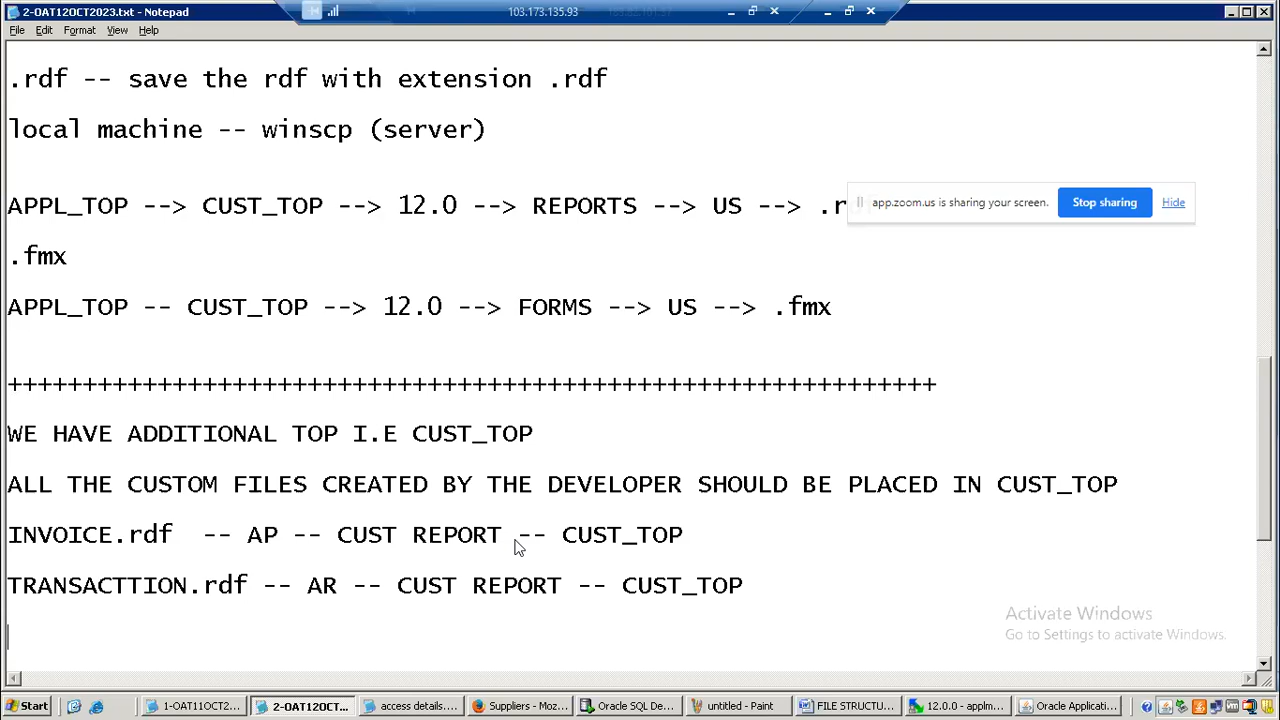 2-OAT12OCT2023.txt - Notepad
103.173.135.93
File Edit Format View Help
.rdf -- save the rdf with extension .rdf
local machine -- winscp (server)
APPL_TOP --> CUST_TOP --> 12.0 --> REPORTS --> US -->
app.zoom.us is sharing your screen. Stop sharing Hide
.fmx
APPL_TOP -- CUST_TOP --> 12.0 --> FORMS --> US --> .fmx
++++++++++++++++++++++++++++++++++++++++++++++++++++++++++++++
WE HAVE ADDITIONAL TOP I.E CUST_TOP
ALL THE CUSTOM FILES CREATED BY THE DEVELOPER SHOULD BE PLACED IN CUST_TOP
INVOICE.rdf -- AP -- CUST REPORT -- CUST_TOP
TRANSACTTION.rdf -- AR -- CUST REPORT -- CUST_TOP
Activate Windows
Go to Settings to activate Windows.
Start 1-OAT11OCT2... 2-OAT12OCT... access details.... Suppliers - Mo... Oracle SQL De... untitled - Paint FILE STRUCTU... 12.0.0 - applm... Oracle Applicati...